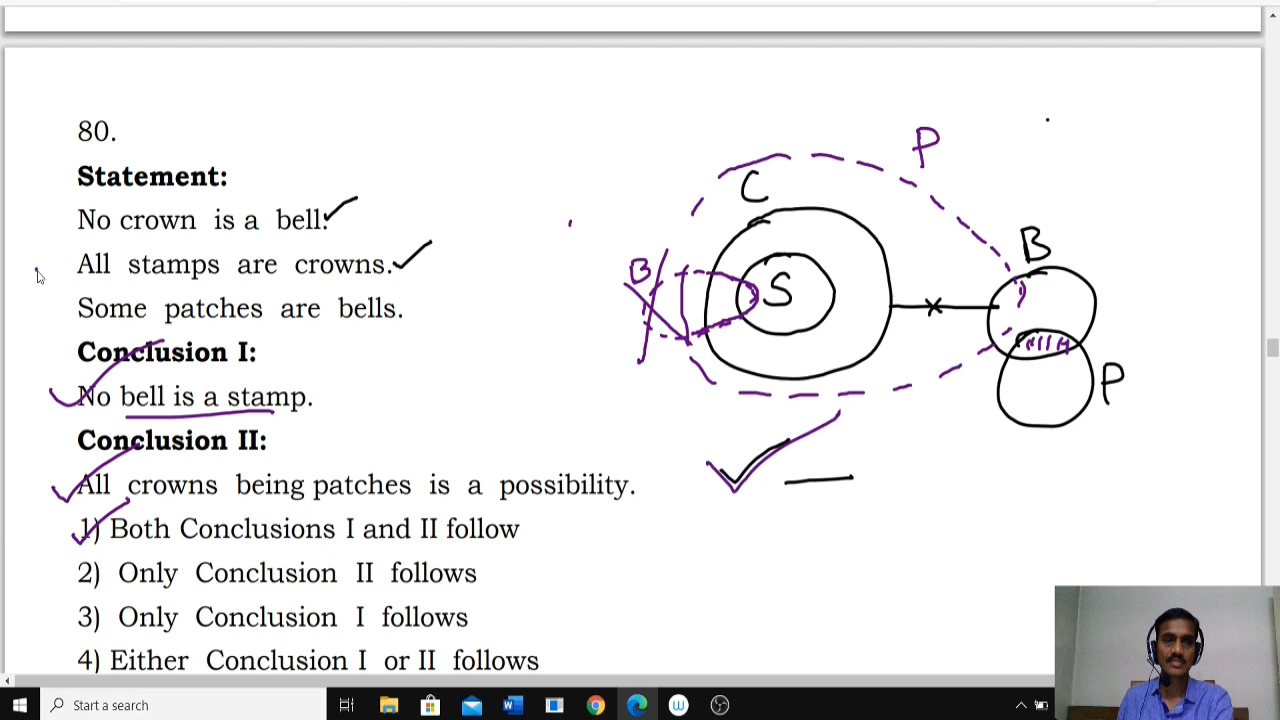 80.
Statement:
No crown is a bell.
All stamps are crowns.
Some patches are bells.
Conclusion I:
No bell is a stamp.
Conclusion II:
All crowns being patches is a possibility.
1) Both Conclusions I and II follow
2) Only Conclusion II follows
3) Only Conclusion I follows
4) Either Conclusion I or II follows
P
C
B
B
S
P
Search a search